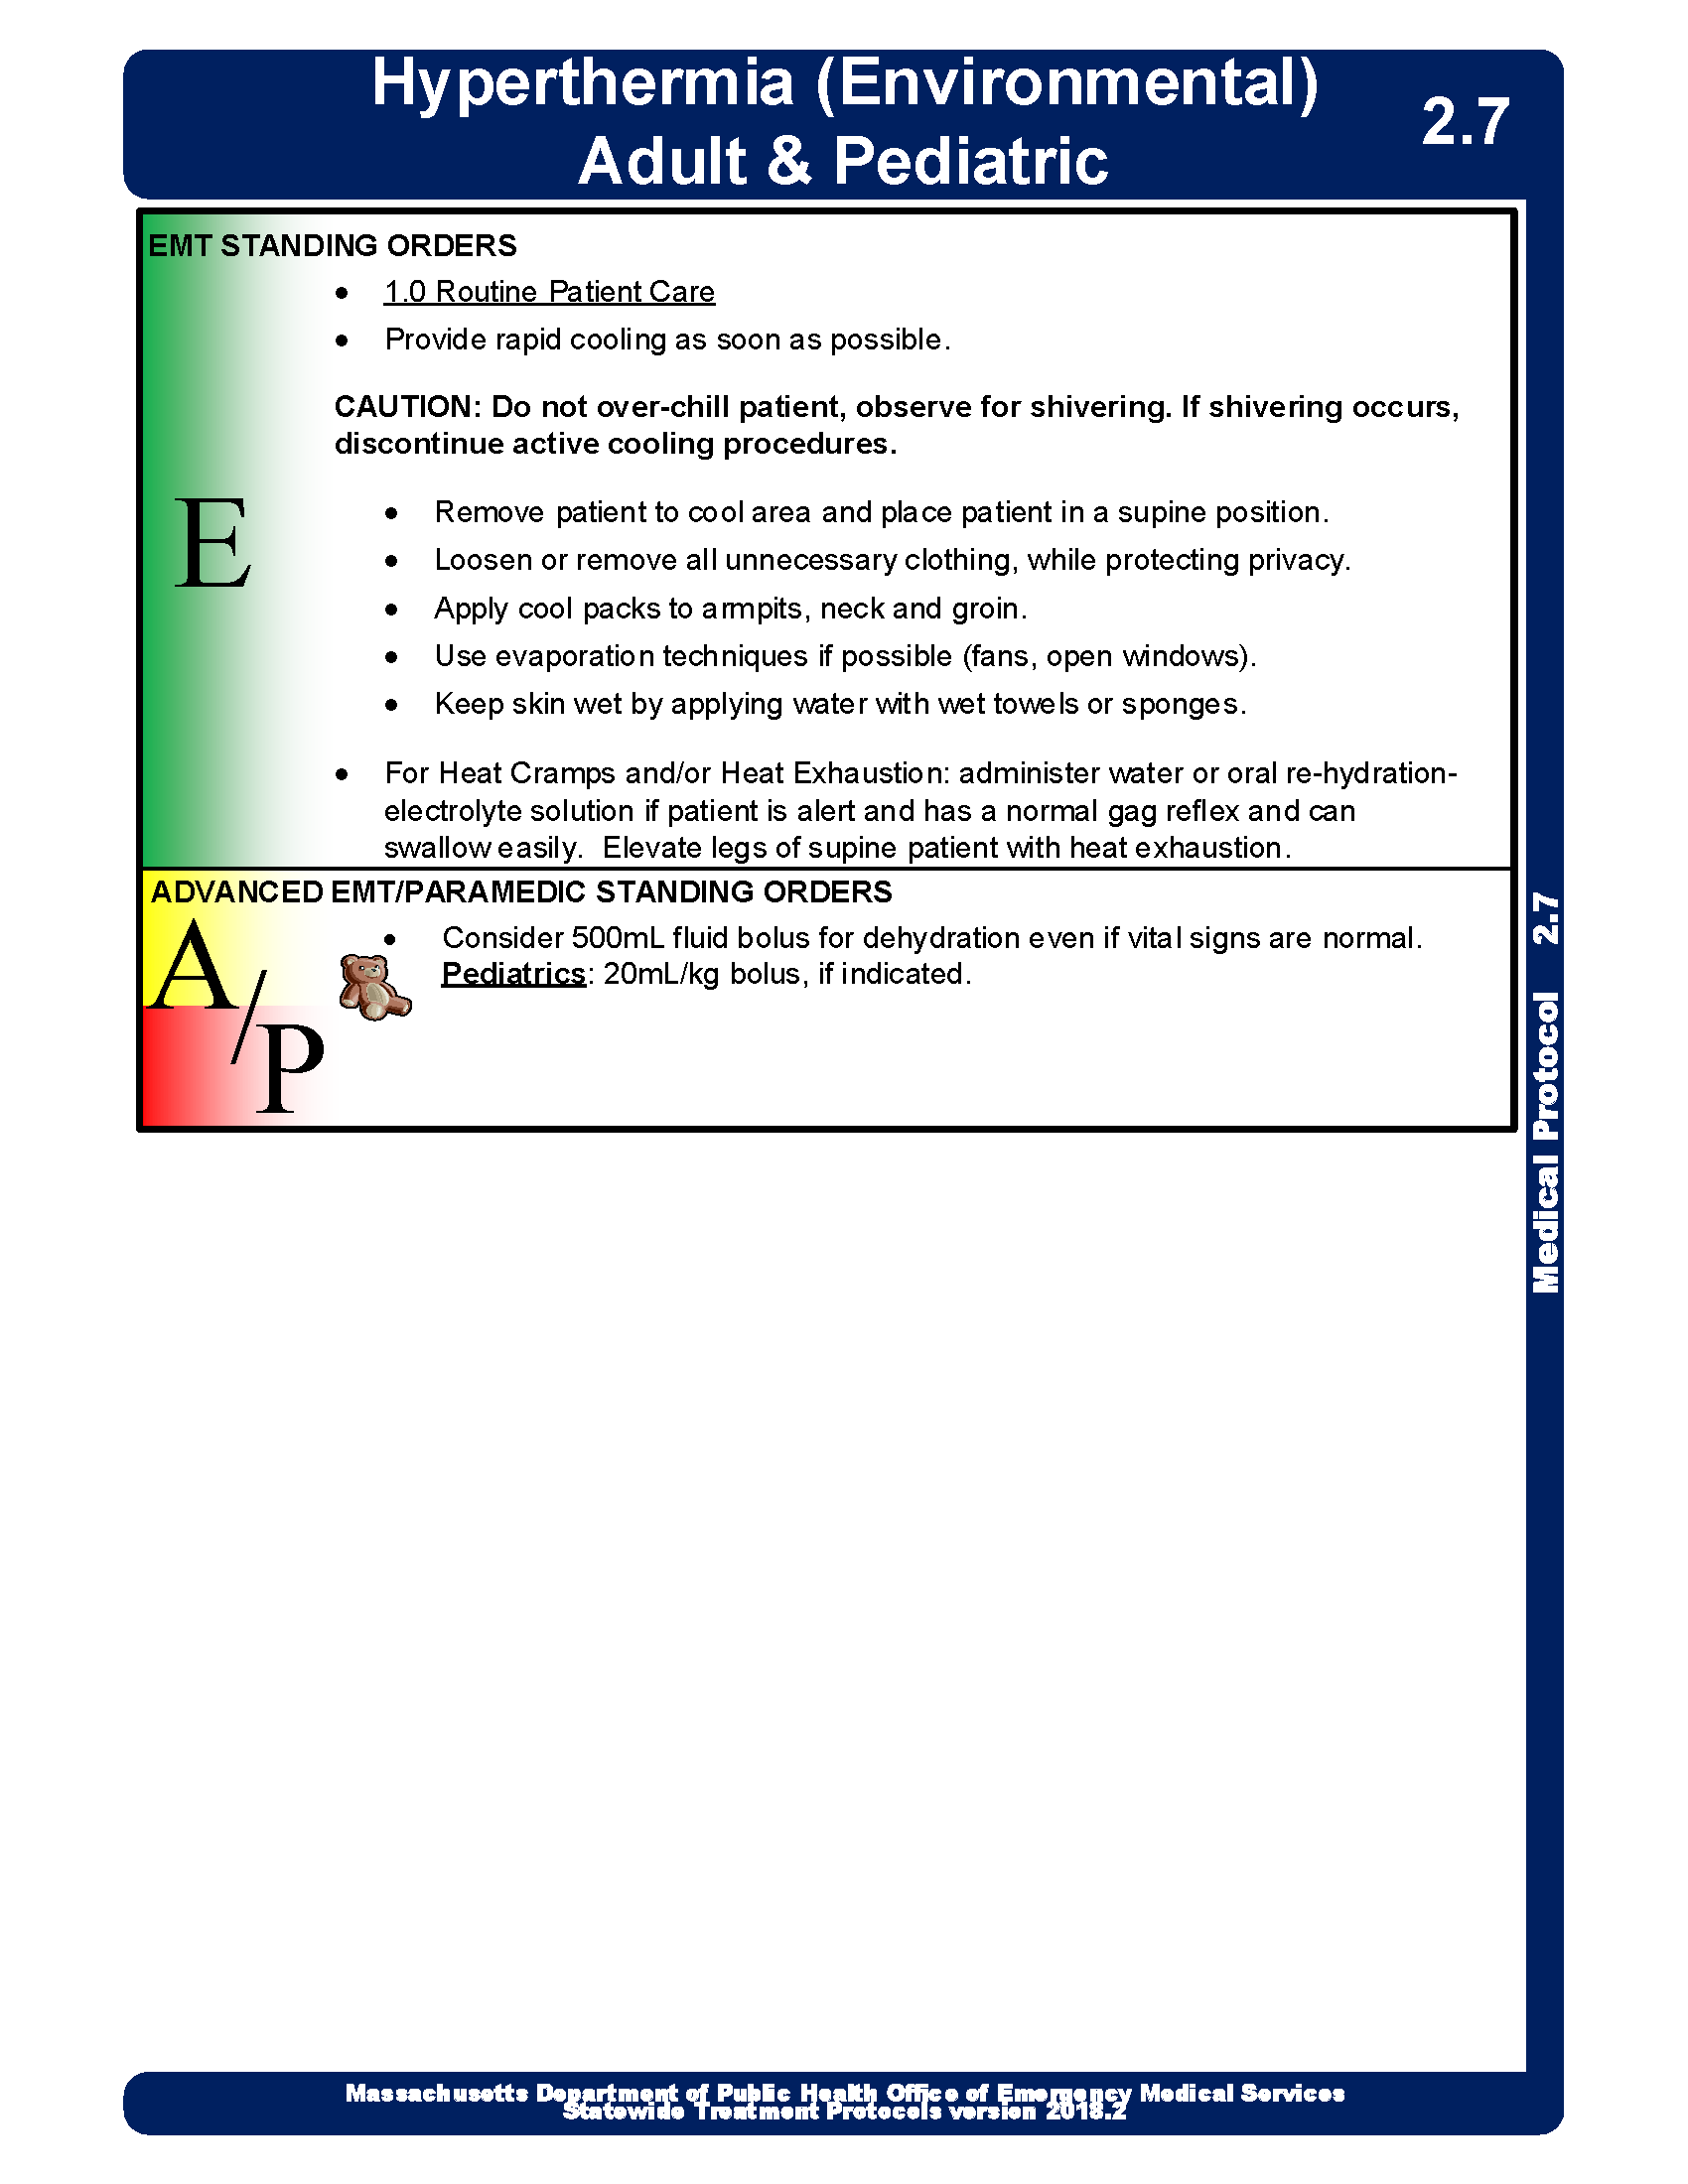 Hyperthermia (Environmental)
Adult & Pediatric
2.7
EMT STANDING ORDERS
• 1.0 Routine Patient Care
• Provide rapid cooling as soon as possible.
CAUTION: Do not over-chill patient, observe for shivering. If shivering occurs,
discontinue active cooling procedures.
E
• Remove patient to cool area and place patient in a supine position.
• Loosen or remove all unnecessary clothing, while protecting privacy.
• Apply cool packs to armpits, neck and groin.
• Use evaporation techniques if possible (fans, open windows).
• Keep skin wet by applying water with wet towels or sponges.
• For Heat Cramps and/or Heat Exhaustion: administer water or oral re-hydration-
electrolyte solution if patient is alert and has a normal gag reflex and can
swallow easily.  Elevate legs of supine patient with heat exhaustion.
ADVANCED EMT/PARAMEDIC STANDING ORDERS
A/P
• Consider 500mL fluid bolus for dehydration even if vital signs are normal.
Pediatrics: 20mL/kg bolus, if indicated.
Medical Protocol 2.7
Massachusetts Department of Public Health Office of Emergency Medical Services
Statewide Treatment Protocols version 2018.2